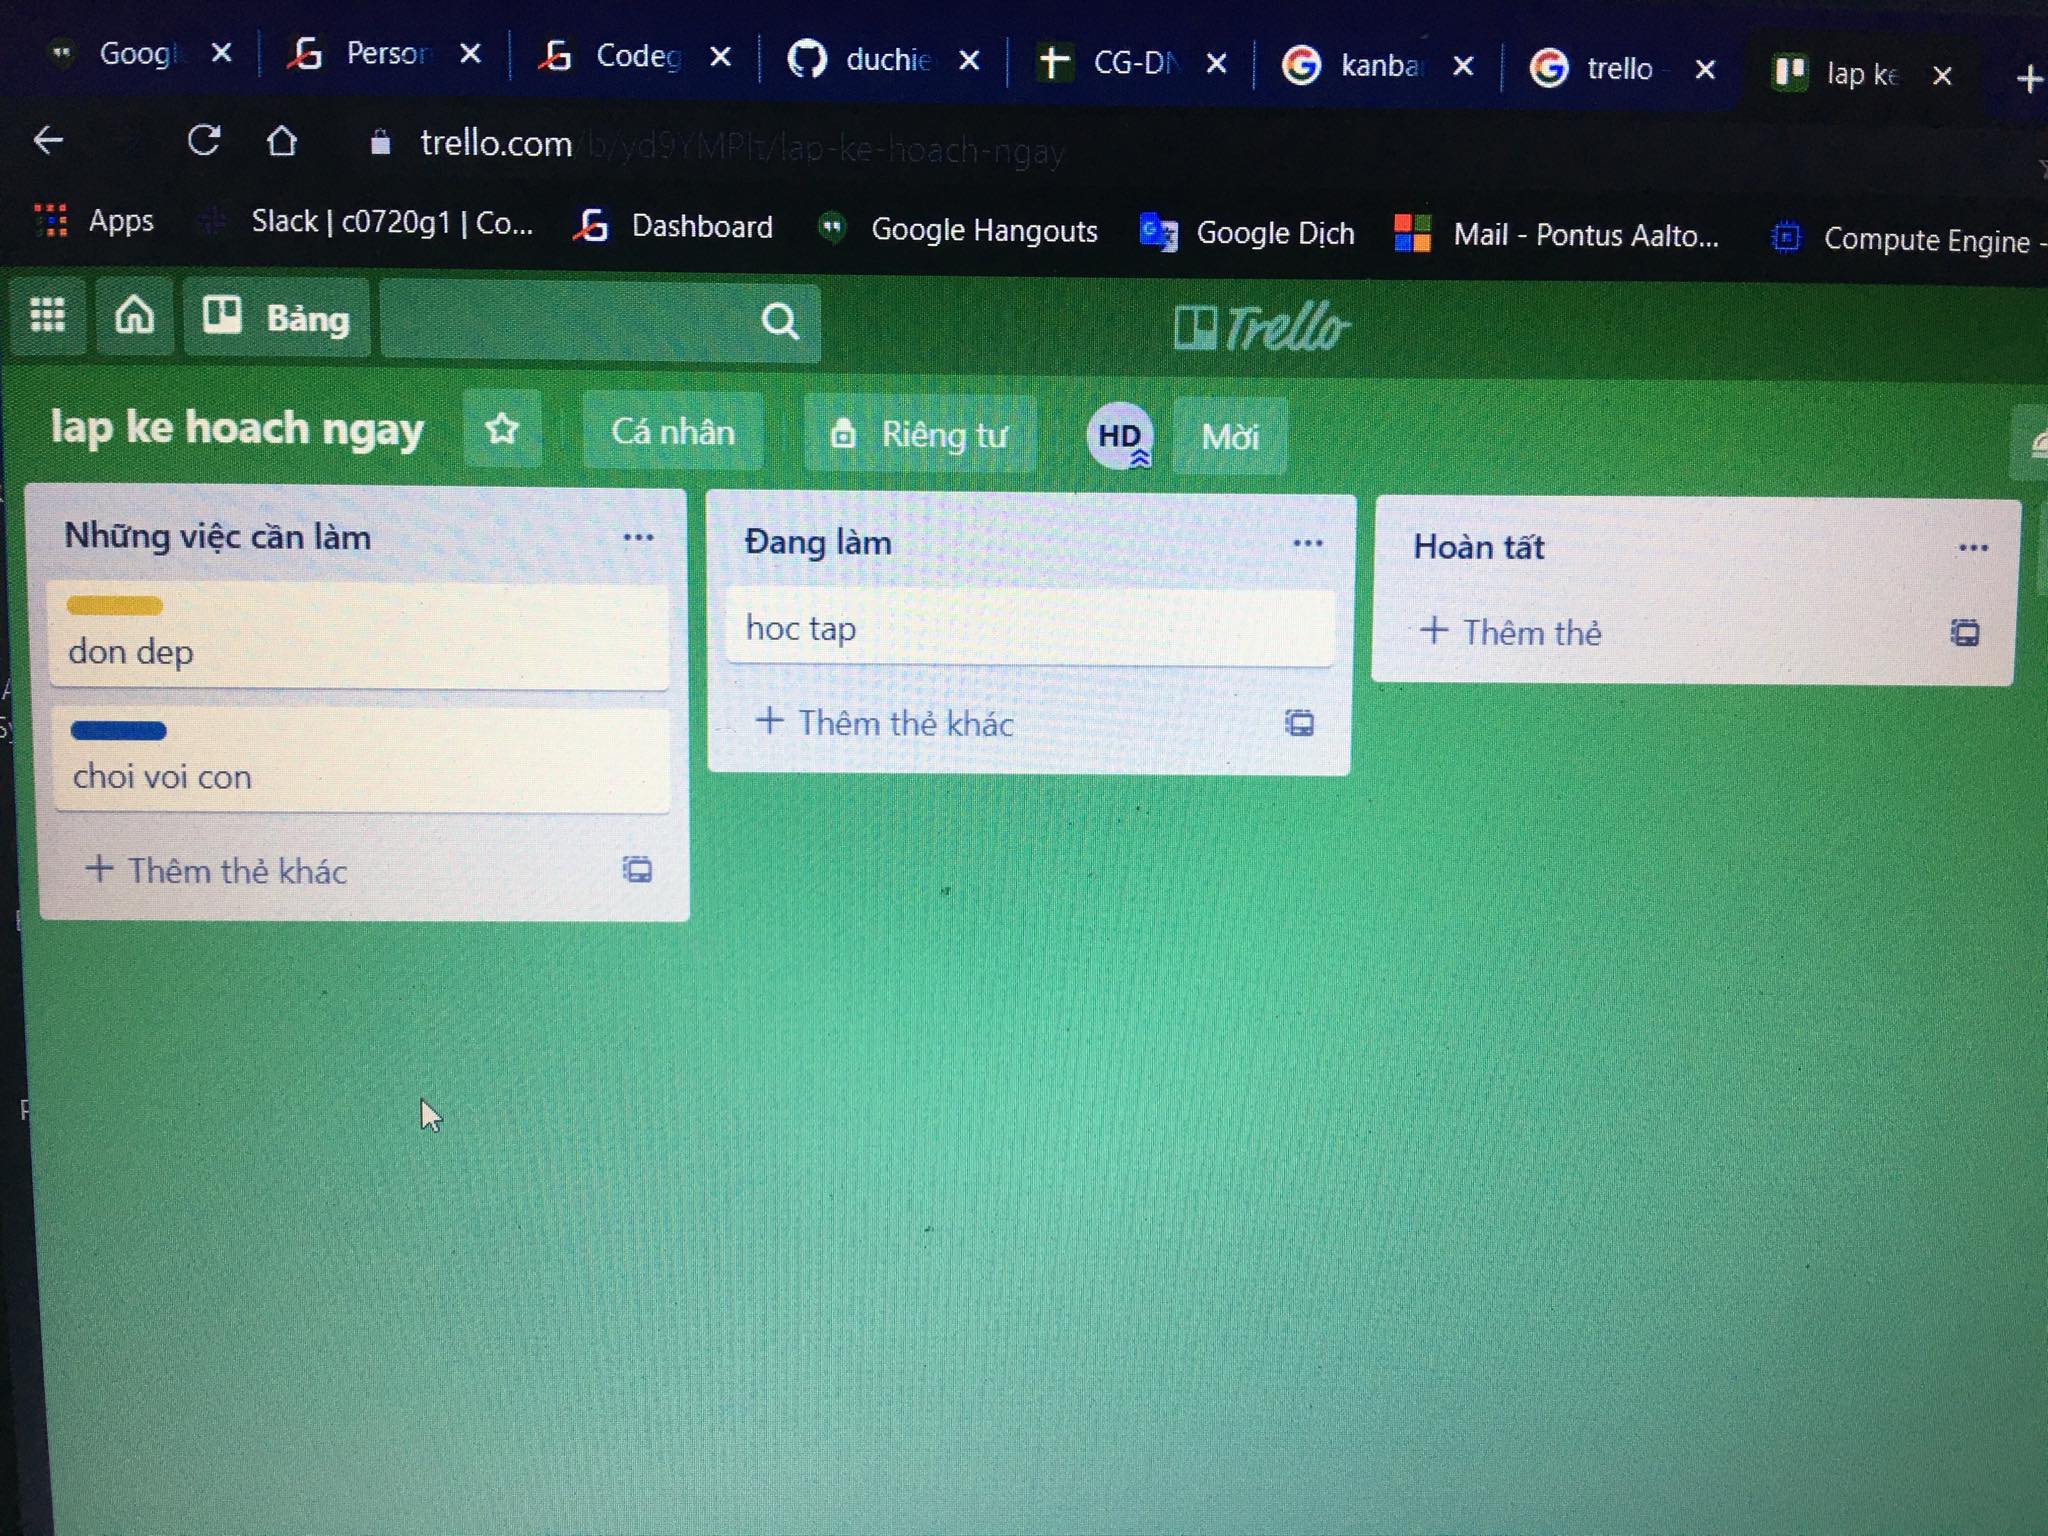 Googl
Person
Codeg
duchie
CG-DN
kanba
trello -
lap ke
trello.com/b/yd9YMPlt/lap-ke-hoach-ngay
Apps
Slack | c0720g1 | Co...
Dashboard
Google Hangouts
Google Dịch
Mail - Pontus Aalto...
Compute Engine -
Bảng
Trello
lap ke hoach ngay
Cá nhân
Riêng tư
HD
Mời
Những việc cần làm
don dep
choi voi con
+ Thêm thẻ khác
Đang làm
hoc tap
+ Thêm thẻ khác
Hoàn tất
+ Thêm thẻ